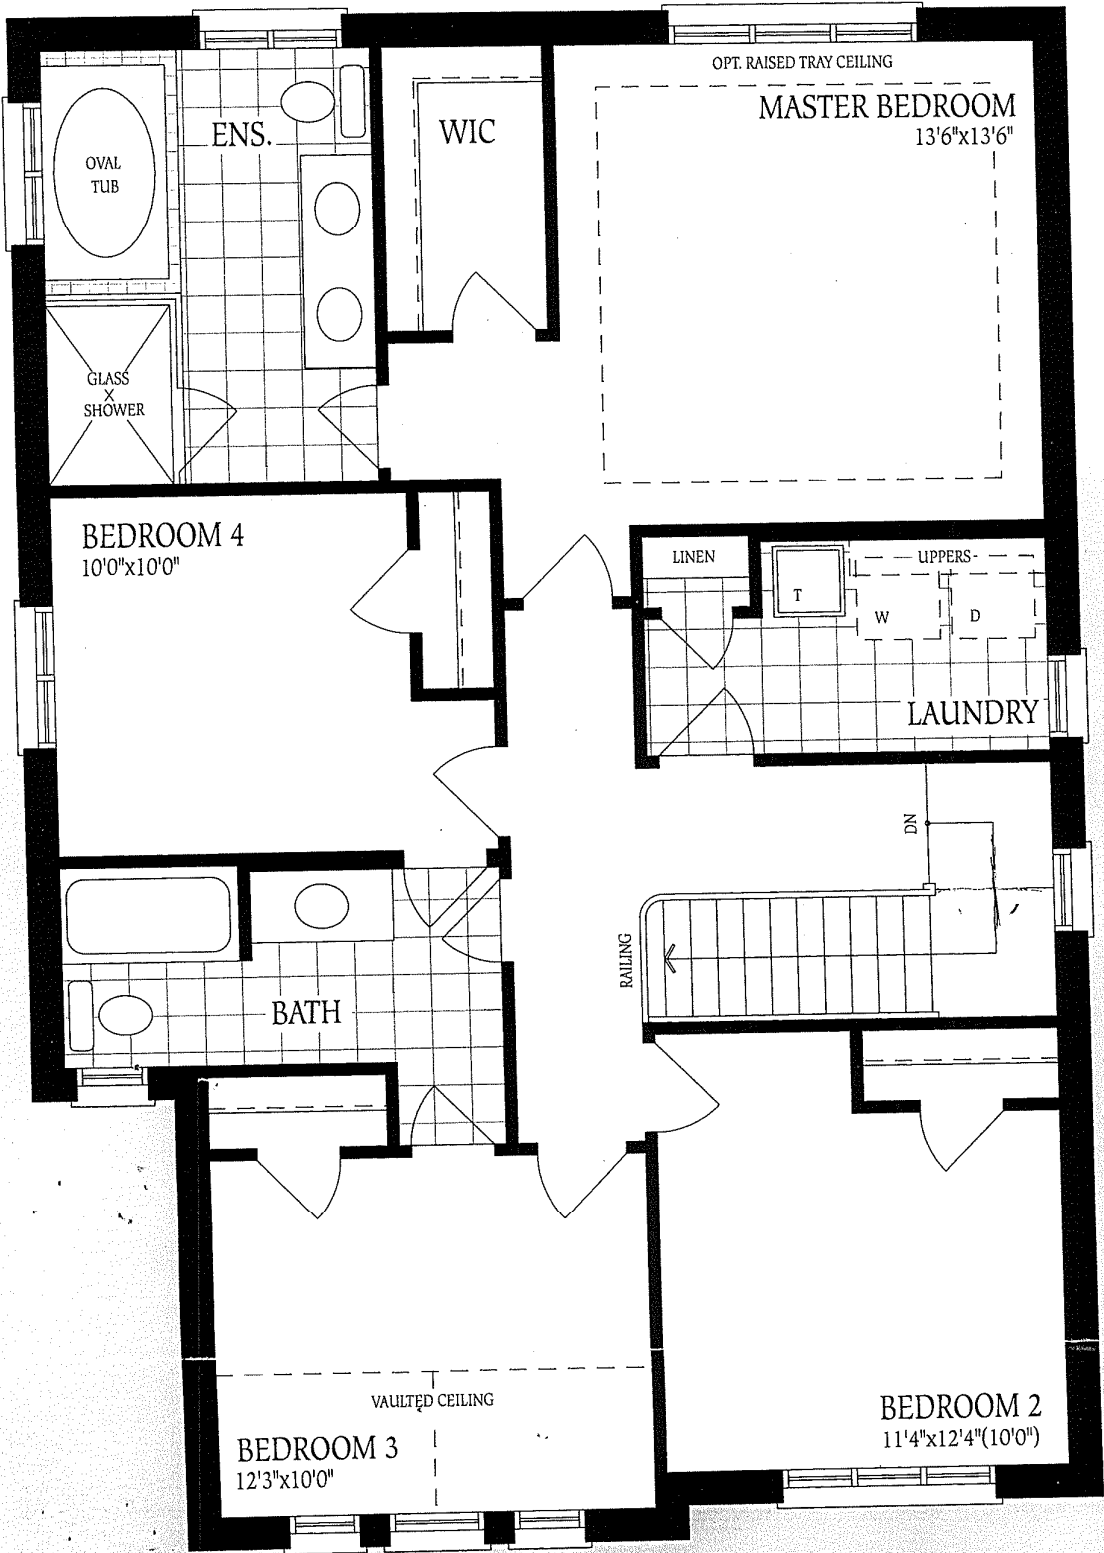 OPT. RAISED TRAY CEILING
MASTER BEDROOM
13'6"x13'6"
ENS.
WIC
OVAL
TUB
GLASS
X
SHOWER
BEDROOM 4
10'0"x10'0"
LINEN
UPPERS
T
W
D
LAUNDRY
DN
RAILING
BATH
VAULTED CEILING
BEDROOM 3
12'3"x10'0"
BEDROOM 2
11'4"x12'4"(10'0")